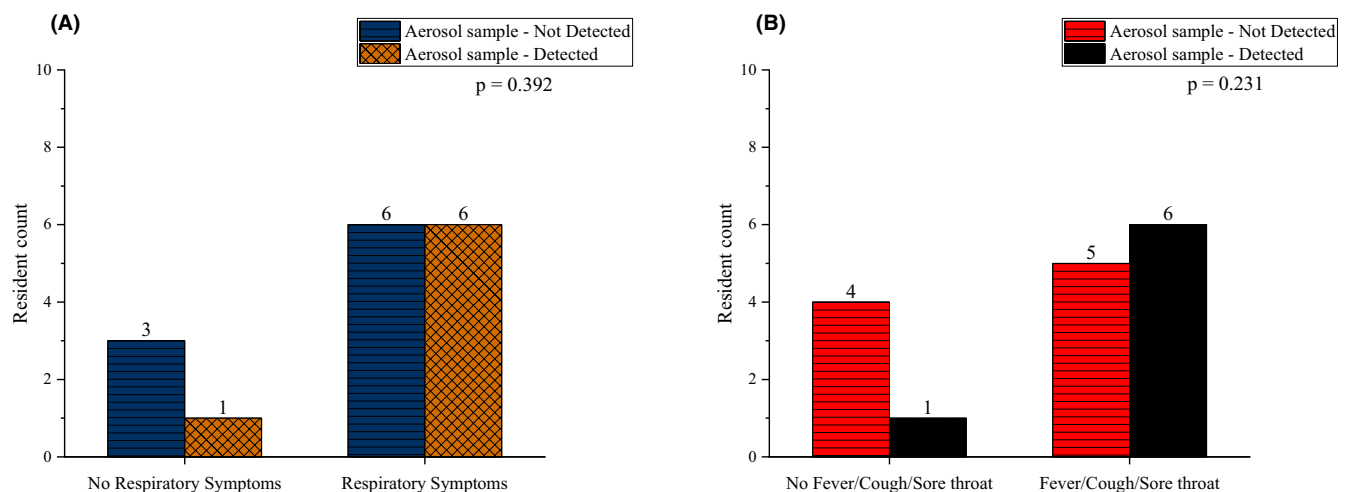 (A)
Aerosol sample - Not Detected
Aerosol sample - Detected
p = 0.392
10
8
6
4
2
0
Resident count
3
1
6
6
No Respiratory Symptoms
Respiratory Symptoms
(B)
Aerosol sample - Not Detected
Aerosol sample - Detected
p = 0.231
10
8
6
4
2
0
Resident count
4
1
5
6
No Fever/Cough/Sore throat
Fever/Cough/Sore throat